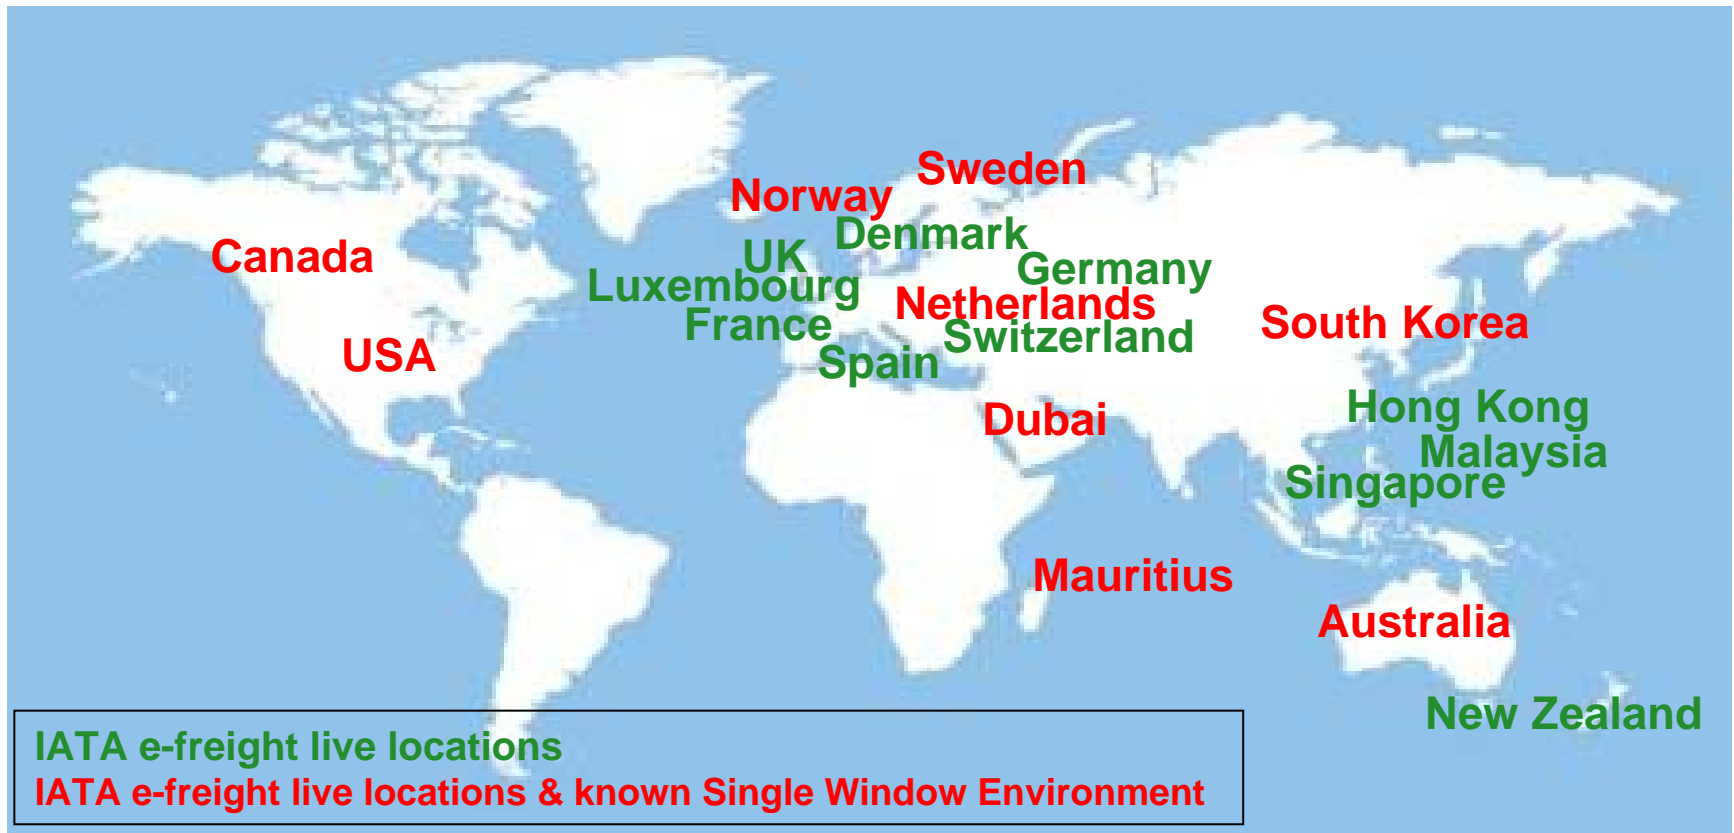 Sweden
Norway
Denmark
Canada
UK
Germany
Luxembourg
Netherlands
France
South Korea
Switzerland
USA
Spain
Hong Kong
Dubai
Malaysia
Singapore
Mauritius
Australia
New Zealand
IATA e-freight live locations
IATA e-freight live locations & known Single Window Environment